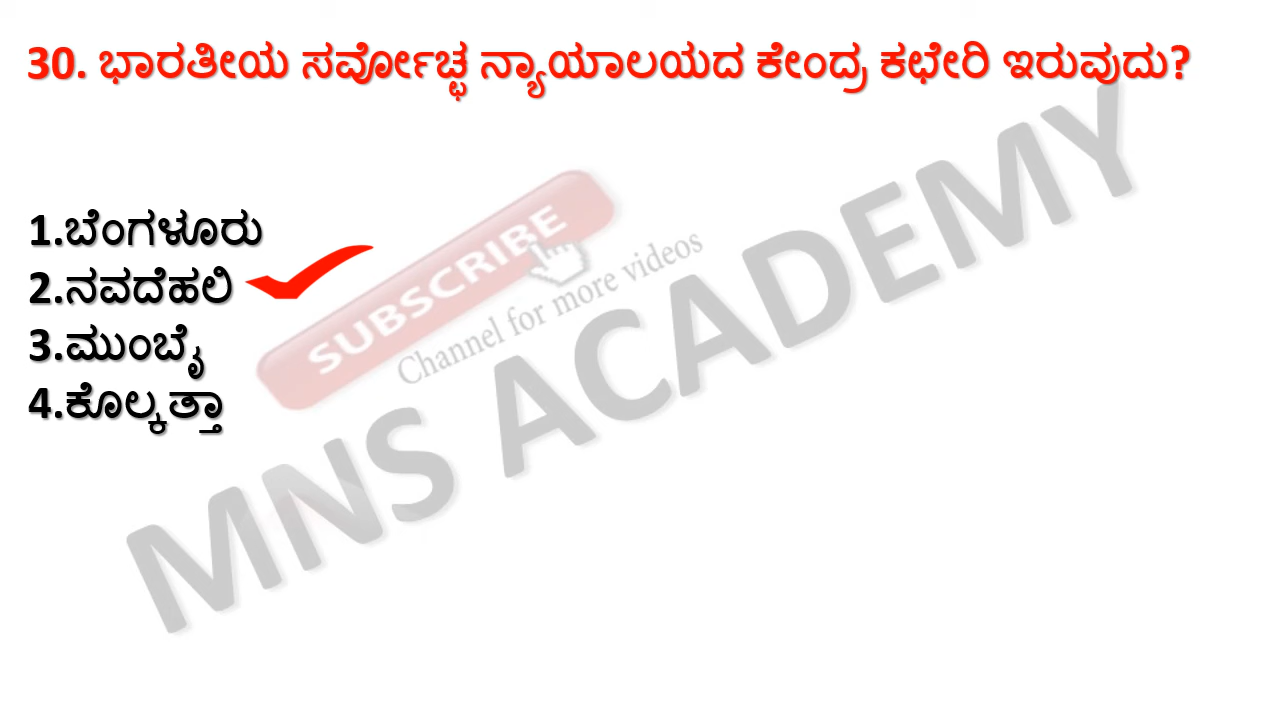 30. ಭಾರತೀಯ ಸರ್ವೋಚ್ಛ ನ್ಯಾಯಾಲಯದ ಕೇಂದ್ರ ಕಛೇರಿ ಇರುವುದು?
1.ಬೆಂಗಳೂರು
2.ನವದೆಹಲಿ
3.ಮುಂಬೈ
4.ಕೊಲ್ಕತ್ತಾ
SUBSCRIBE
Channel for more videos
MNS ACADEMY